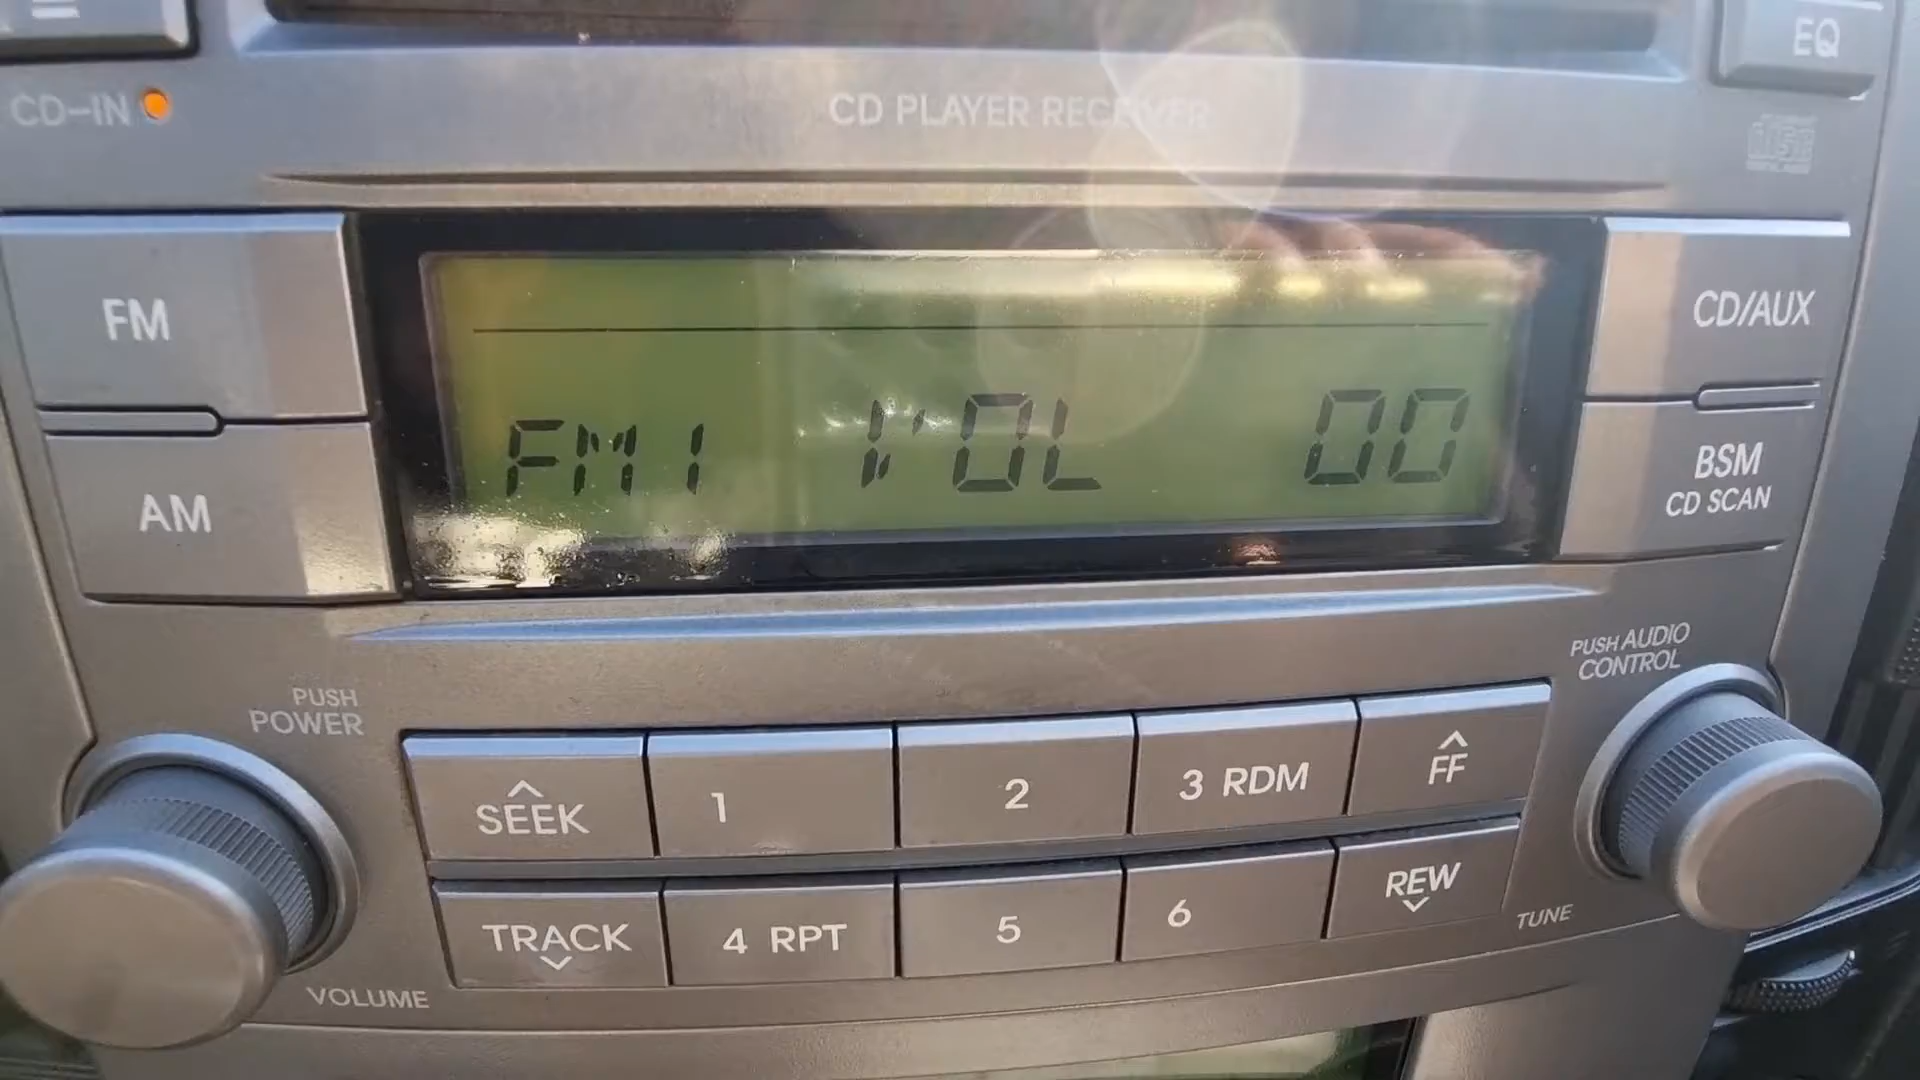 EQ
CD-IN
CD PLAYER RECEIVER
FM
CD/AUX
FM1 VOL 00
AM
BSM
CD SCAN
PUSH
POWER
PUSH AUDIO
CONTROL
SEEK
1
2
3 RDM
FF
TRACK
4 RPT
5
6
REW
TUNE
VOLUME